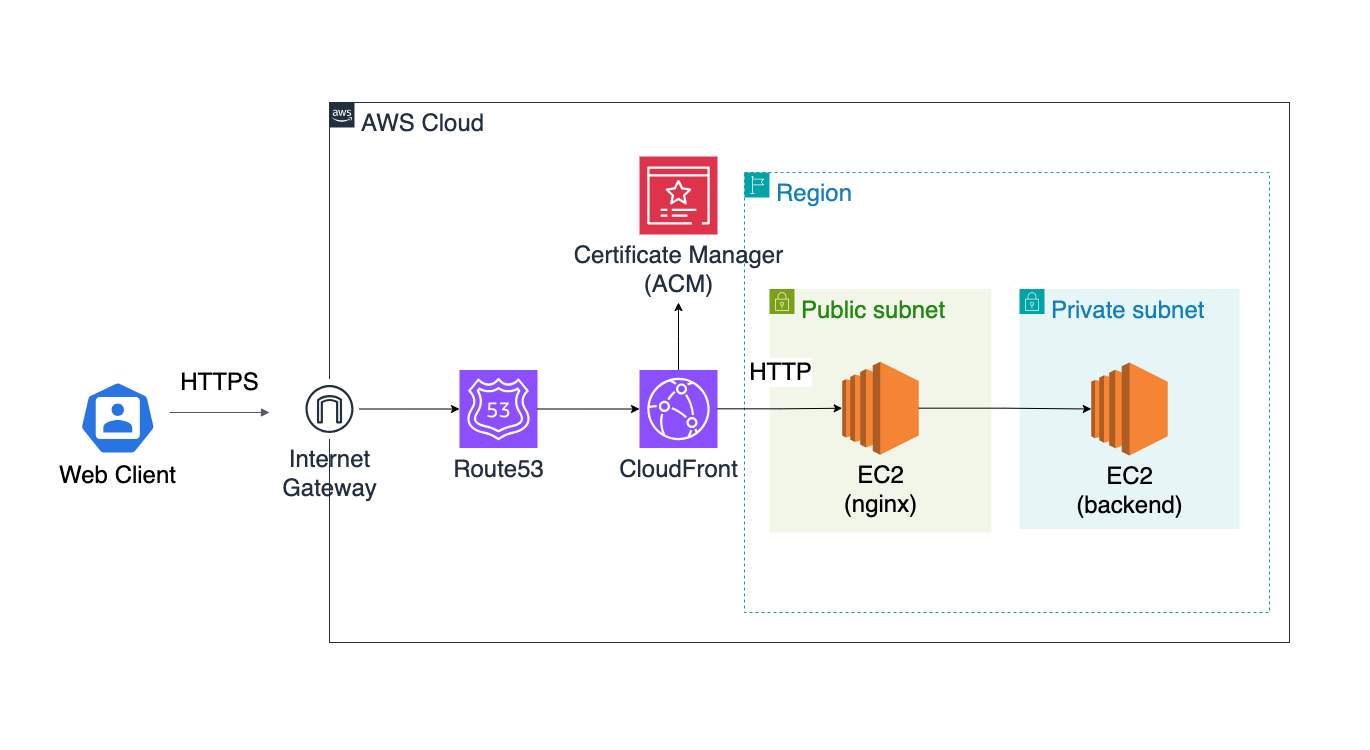 aws
AWS Cloud
Certificate Manager
(ACM)
Region
Public subnet
Private subnet
HTTPS
HTTP
53
Web Client
Internet
Gateway
Route53
CloudFront
EC2
(nginx)
EC2
(backend)